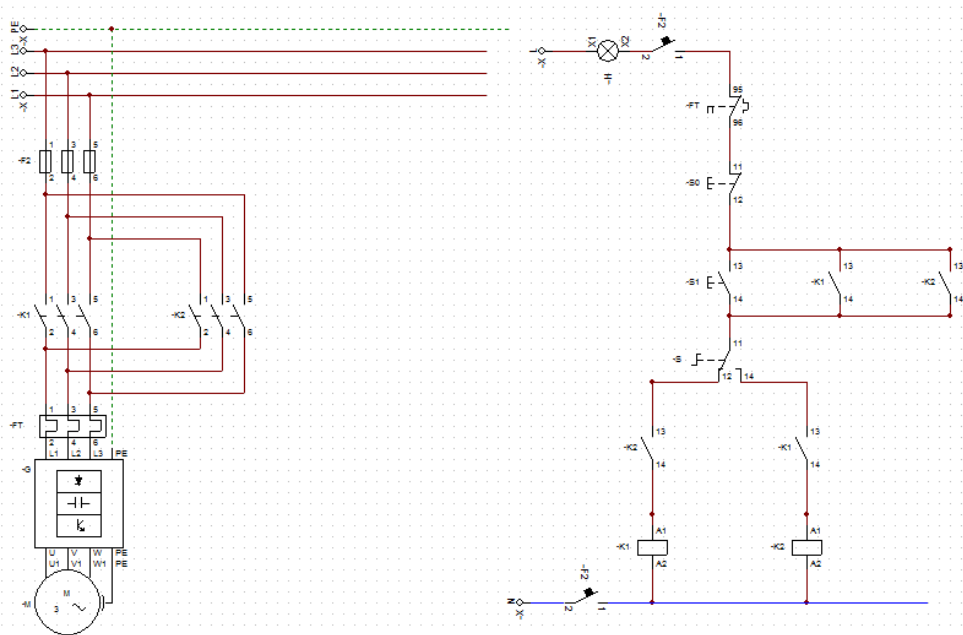 PE
-X
L3
L2
L1
-X
-F2
1 3 5
2 4 6
-K1
1 3 5
2 4 6
-K2
1 3 5
2 4 6
-FT
1 3 5
2 4 6
L1 L2 L3 PE
-G
U V W PE
U1 V1 W1 PE
-M
M
3
L
-X
X1 X2
-H
-F2
2 1
-FT
95
96
-S0
11
12
-S1
13
14
-K1
13
14
-K2
13
14
-S
11
12 14
-K2
13
14
-K1
13
14
-K1
A1
A2
-K2
A1
A2
N
-X
-F2
2 1